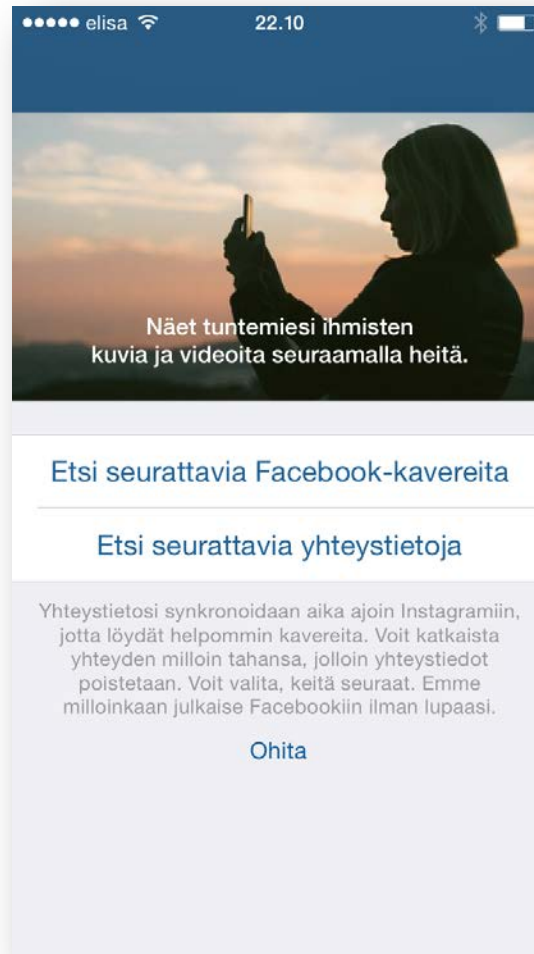 elisa 22.10
Näet tuntemiesi ihmisten
kuvia ja videoita seuraamalla heitä.
Etsi seurattavia Facebook-kavereita
Etsi seurattavia yhteystietoja
Yhteystietosi synkronoidaan aika ajoin Instagramiin,
jotta löydät helpommin kavereita. Voit katkaista
yhteyden milloin tahansa, jolloin yhteystiedot
poistetaan. Voit valita, keitä seuraat. Emme
milloinkaan julkaise Facebookiin ilman lupaasi.
Ohita